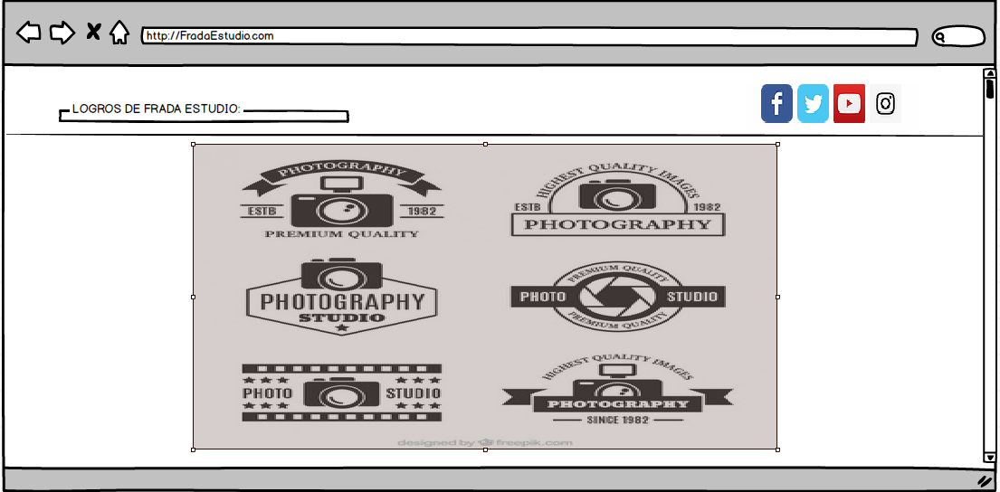 http://FradaEstudio.com
LOGROS DE FRADA ESTUDIO:
PHOTOGRAPHY
ESTB 1982
PREMIUM QUALITY
HIGHEST QUALITY IMAGES
ESTB 1982
PHOTOGRAPHY
PHOTOGRAPHY
STUDIO
PREMIUM QUALITY
PHOTO STUDIO
PREMIUM QUALITY
PHOTO STUDIO
HIGHEST QUALITY IMAGES
PHOTOGRAPHY
SINCE 1982
designed by freepik.com